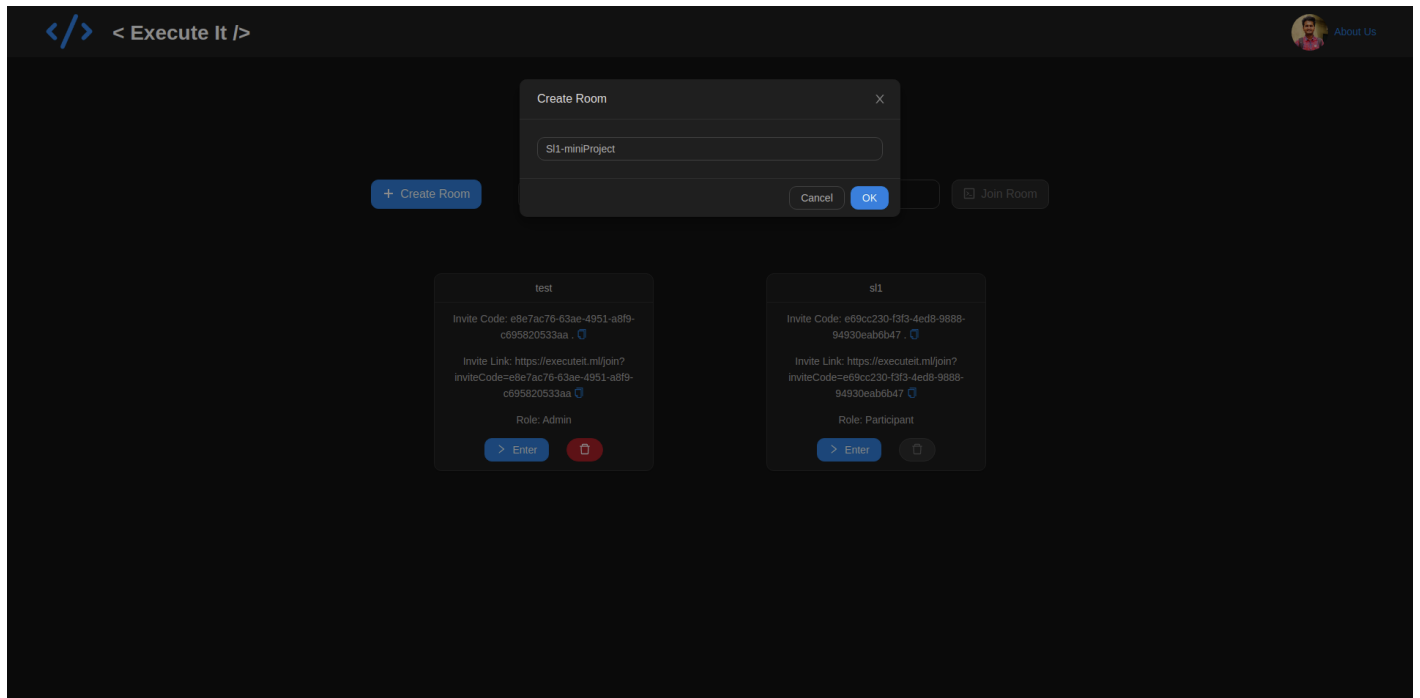 </> < Execute It />
About Us
Create Room
Sl1-miniProject
+ Create Room
Join Room
Cancel OK
test
Invite Code: e8e7ac76-63ae-4951-a8f9-
c695820533aa .
Invite Link: https://executeit.ml/join?
inviteCode=e8e7ac76-63ae-4951-a8f9-
c695820533aa
Role: Admin
> Enter
sl1
Invite Code: e69cc230-f3f3-4ed8-9888-
94930eab6b47 .
Invite Link: https://executeit.ml/join?
inviteCode=e69cc230-f3f3-4ed8-9888-
94930eab6b47
Role: Participant
> Enter